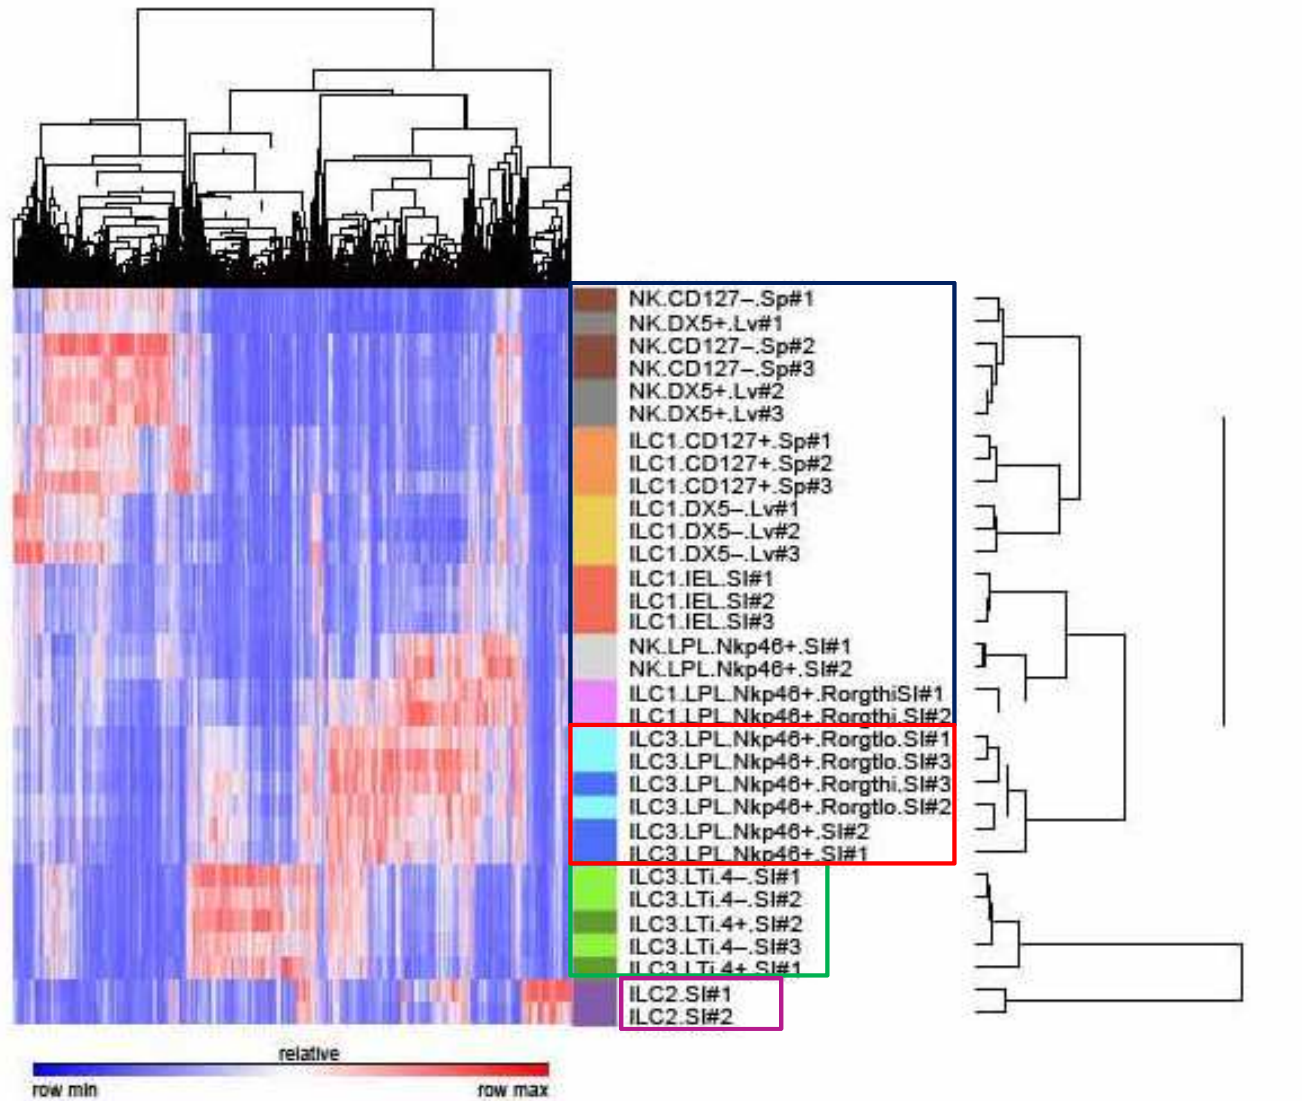 NK.CD127–.Sp#1
NK.DX5+.Lv#1
NK.CD127–.Sp#2
NK.CD127–.Sp#3
NK.DX5+.Lv#2
NK.DX5+.Lv#3
ILC1.CD127+.Sp#1
ILC1.CD127+.Sp#2
ILC1.CD127+.Sp#3
ILC1.DX5–.Lv#1
ILC1.DX5–.Lv#2
ILC1.DX5–.Lv#3
ILC1.IEL.SI#1
ILC1.IEL.SI#2
ILC1.IEL.SI#3
NK.LPL.Nkp46+.SI#1
NK.LPL.Nkp46+.SI#2
ILC1.LPL.Nkp46+.RorgthiSI#1
ILC1.LPL.Nkp46+.Rorgthi.SI#2
ILC3.LPL.Nkp46+.Rorgtlo.SI#1
ILC3.LPL.Nkp46+.Rorgtlo.SI#3
ILC3.LPL.Nkp46+.Rorgthi.SI#3
ILC3.LPL.Nkp46+.Rorgtlo.SI#2
ILC3.LPL.Nkp46+.SI#2
ILC3.LPL.Nkp46+.SI#1
ILC3.LTi.4–.SI#1
ILC3.LTi.4–.SI#2
ILC3.LTi.4+.SI#2
ILC3.LTi.4–.SI#3
ILC3.LTi.4+.SI#1
ILC2.SI#1
ILC2.SI#2
relative
row min row max